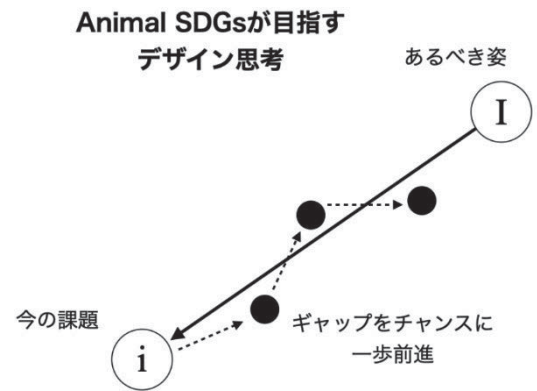 Animal SDGsが目指す
デザイン思考
あるべき姿
I
今の課題
i
ギャップをチャンスに
一歩前進